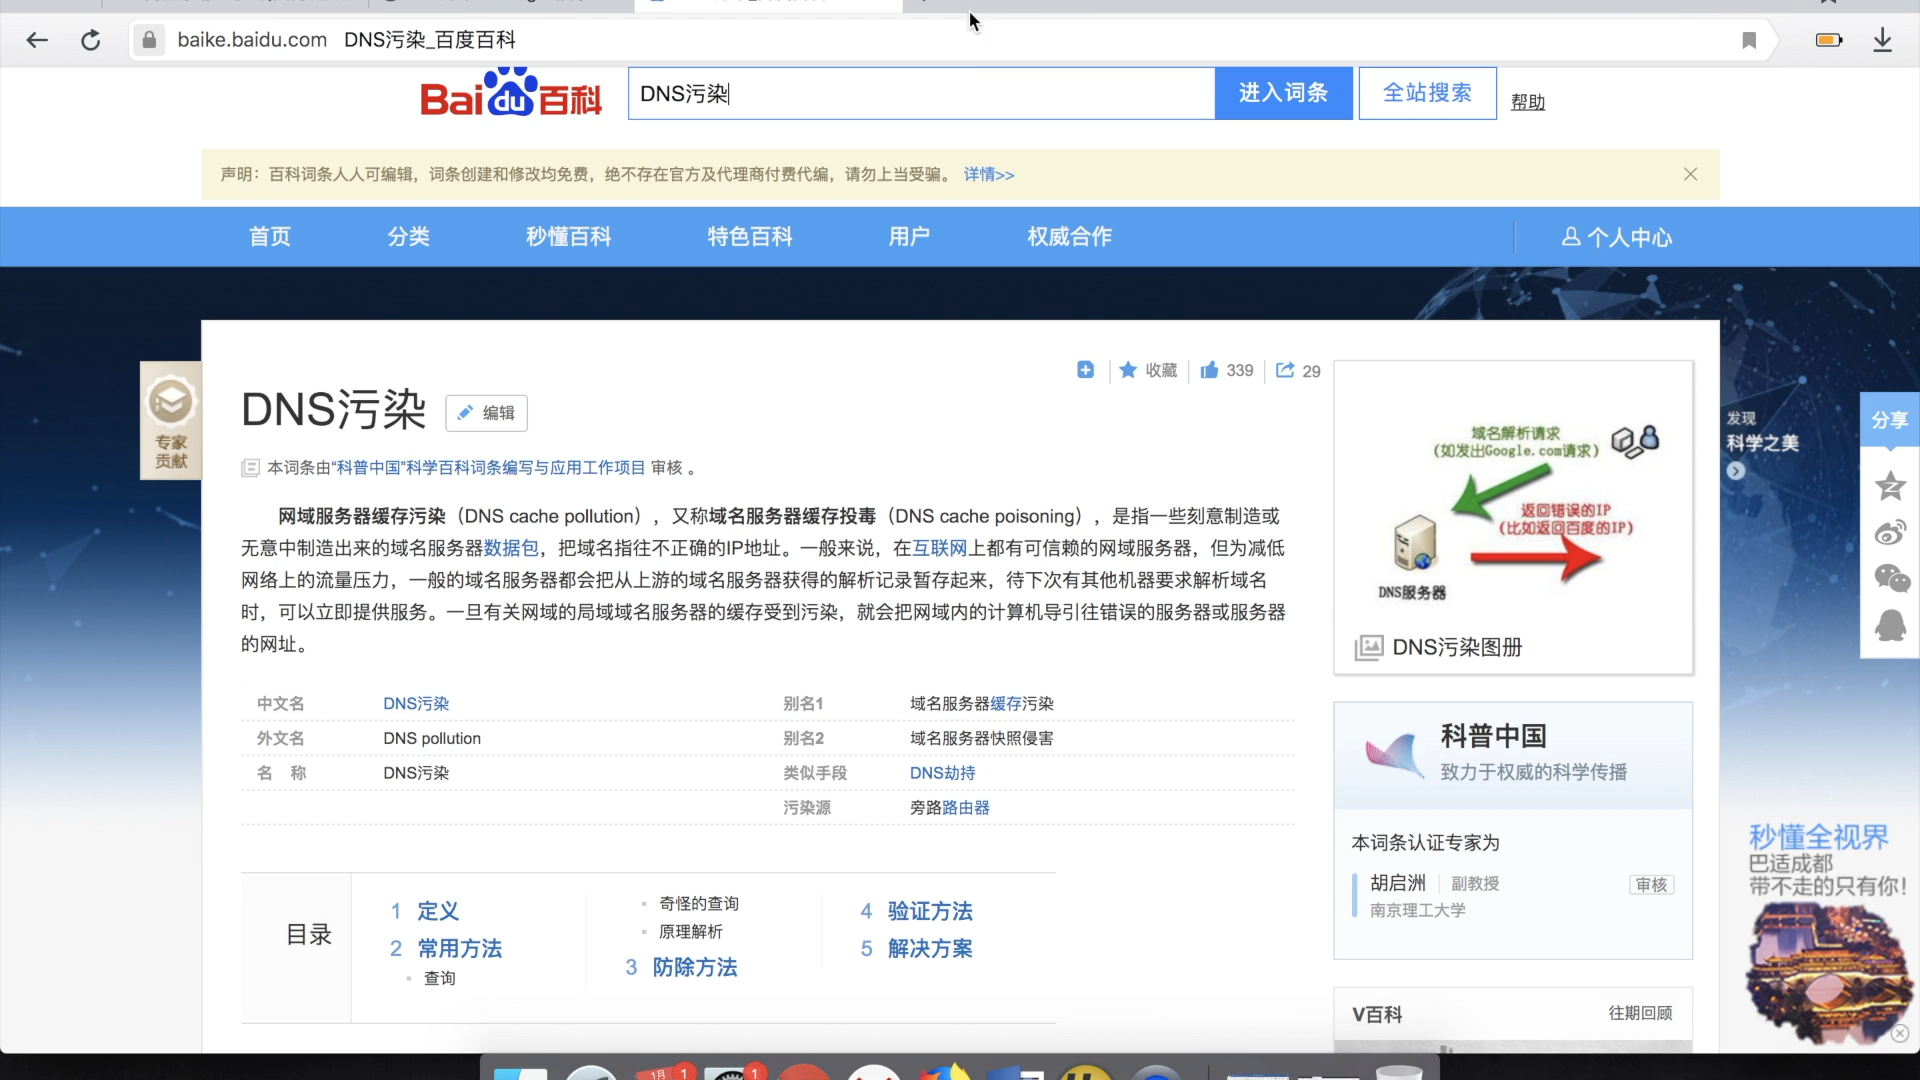 baike.baidu.com DNS污染_百度百科
Bai du 百科
DNS污染
进入词条
全站搜索
帮助
声明：百科词条人人可编辑，词条创建和修改均免费，绝不存在官方及代理商付费代编，请勿上当受骗。 详情>>
首页 分类 秒懂百科 特色百科 用户 权威合作 个人中心
专家
贡献
DNS污染
编辑
收藏 339 29
本词条由“科普中国”科学百科词条编写与应用工作项目 审核 。
网域服务器缓存污染（DNS cache pollution），又称域名服务器缓存投毒（DNS cache poisoning），是指一些刻意制造或
无意中制造出来的域名服务器数据包，把域名指往不正确的IP地址。一般来说，在互联网上都有可信赖的网域服务器，但为减低
网络上的流量压力，一般的域名服务器都会把从上游的域名服务器获得的解析记录暂存起来，待下次有其他机器要求解析域名
时，可以立即提供服务。一旦有关网域的局域域名服务器的缓存受到污染，就会把网域内的计算机导引往错误的服务器或服务器
的网址。
中文名 DNS污染 别名1 域名服务器缓存污染
外文名 DNS pollution 别名2 域名服务器快照侵害
名 称 DNS污染 类似手段 DNS劫持
污染源 旁路路由器
目录
1 定义
2 常用方法
查询
奇怪的查询
原理解析
3 防除方法
4 验证方法
5 解决方案
域名解析请求
（如发出Google.com请求）
返回错误的IP
（比如返回百度的IP）
DNS服务器
DNS污染图册
科普中国
致力于权威的科学传播
本词条认证专家为
胡启洲 副教授 审核
南京理工大学
V百科 往期回顾
发现
科学之美
分享
秒懂全视界
巴适成都
带不走的只有你！
1月 1
1